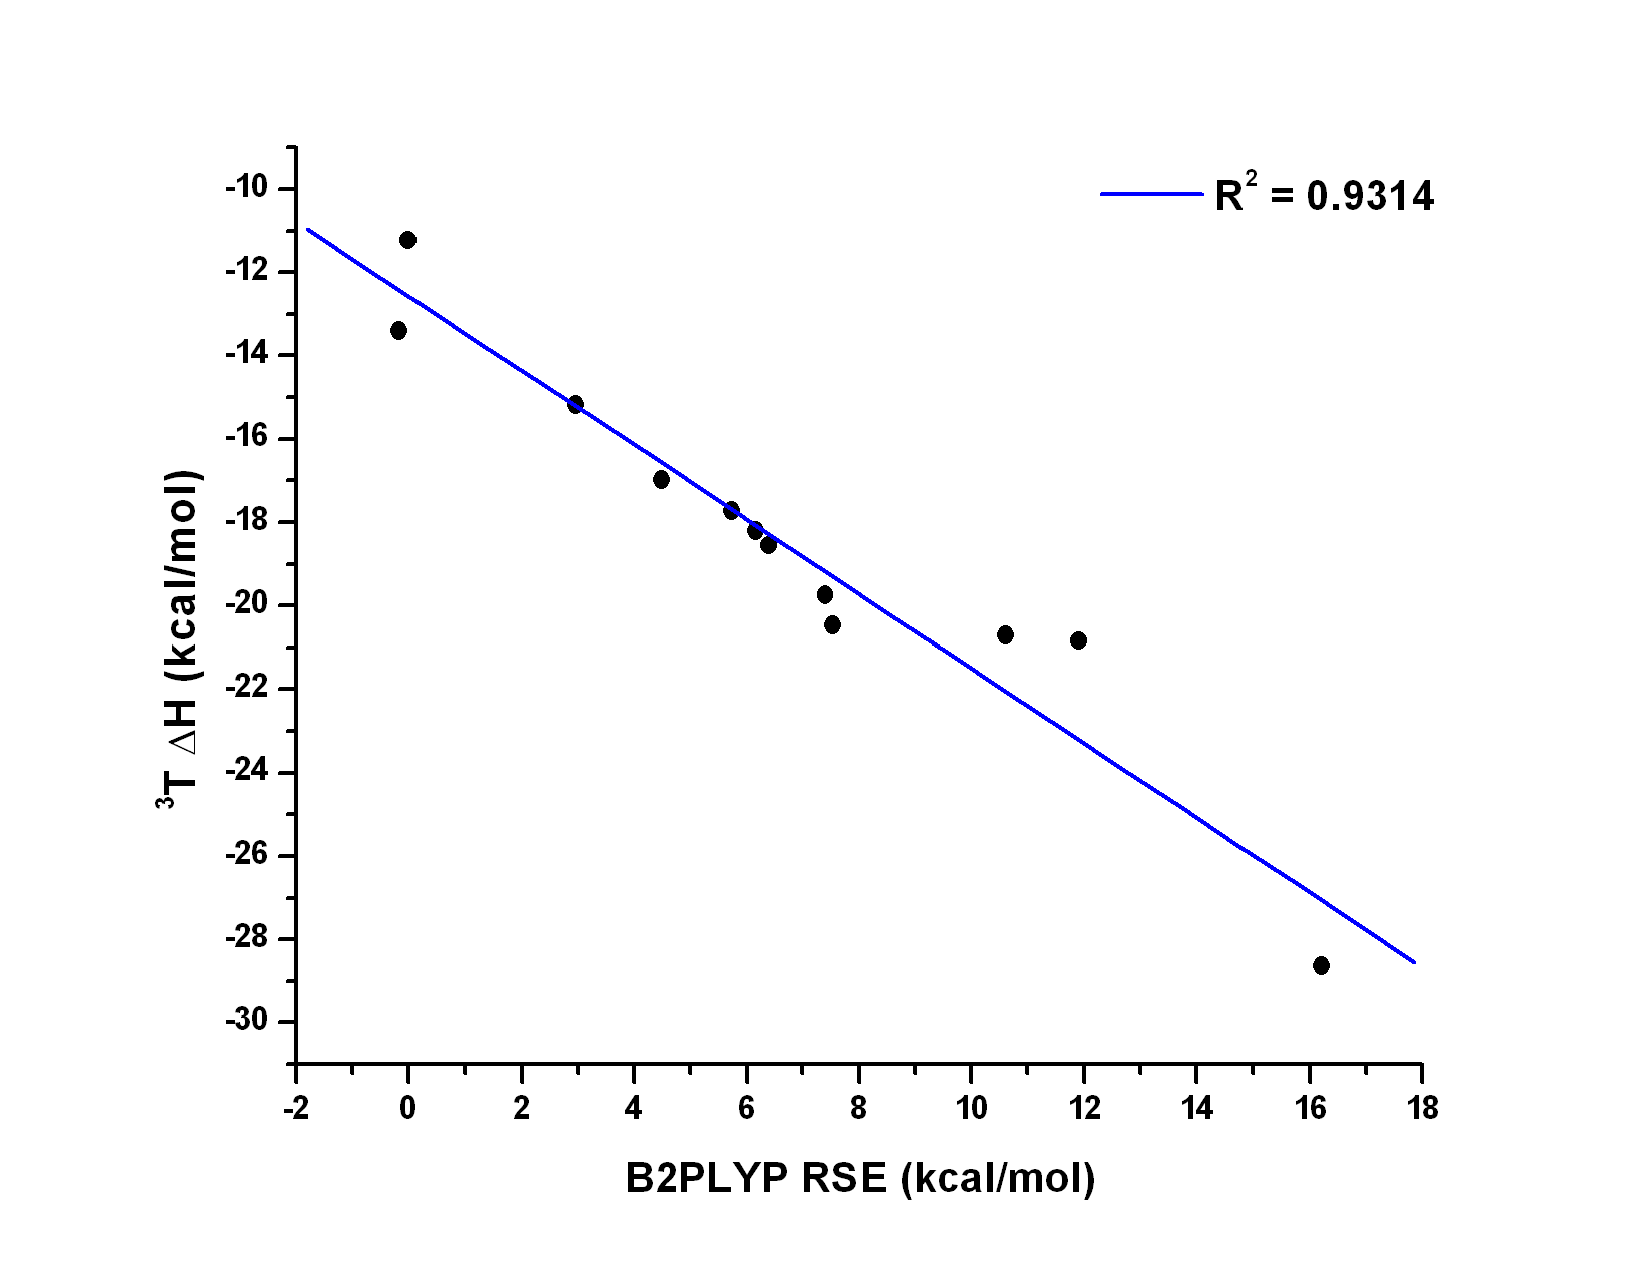 R² = 0.9314
-10
-12
-14
-16
-18
-20
-22
-24
-26
-28
-30
³T ΔH (kcal/mol)
-2 0 2 4 6 8 10 12 14 16 18
B2PLYP RSE (kcal/mol)